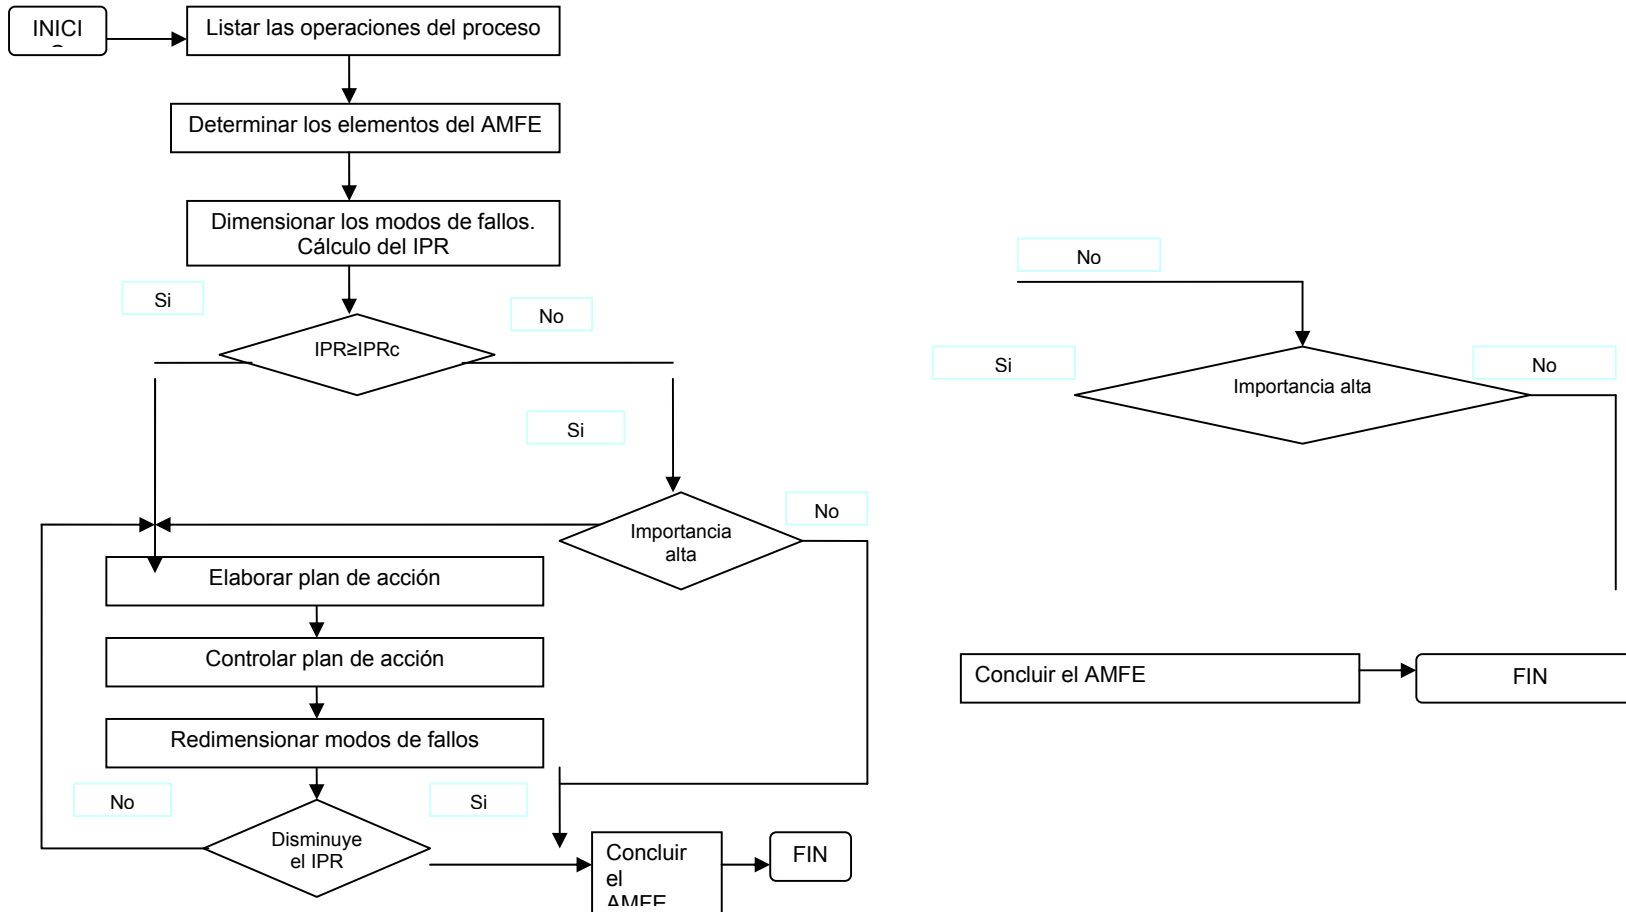 INICI
Listar las operaciones del proceso
Determinar los elementos del AMFE
Dimensionar los modos de fallos.
Cálculo del IPR
Si
No
IPR≥IPRc
Si
Importancia
alta
No
Elaborar plan de acción
Controlar plan de acción
Redimensionar modos de fallos
No
Si
Disminuye
el IPR
Concluir
el
AMFE
FIN
No
Si
Importancia alta
No
Concluir el AMFE
FIN